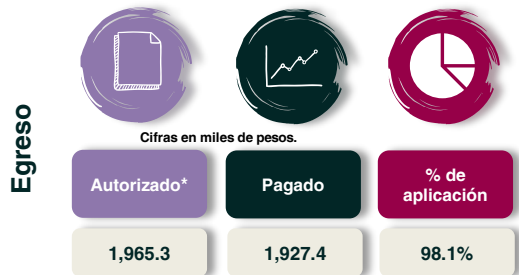 Egreso
Cifras en miles de pesos.
Autorizado*
Pagado
% de
aplicación
1,965.3
1,927.4
98.1%